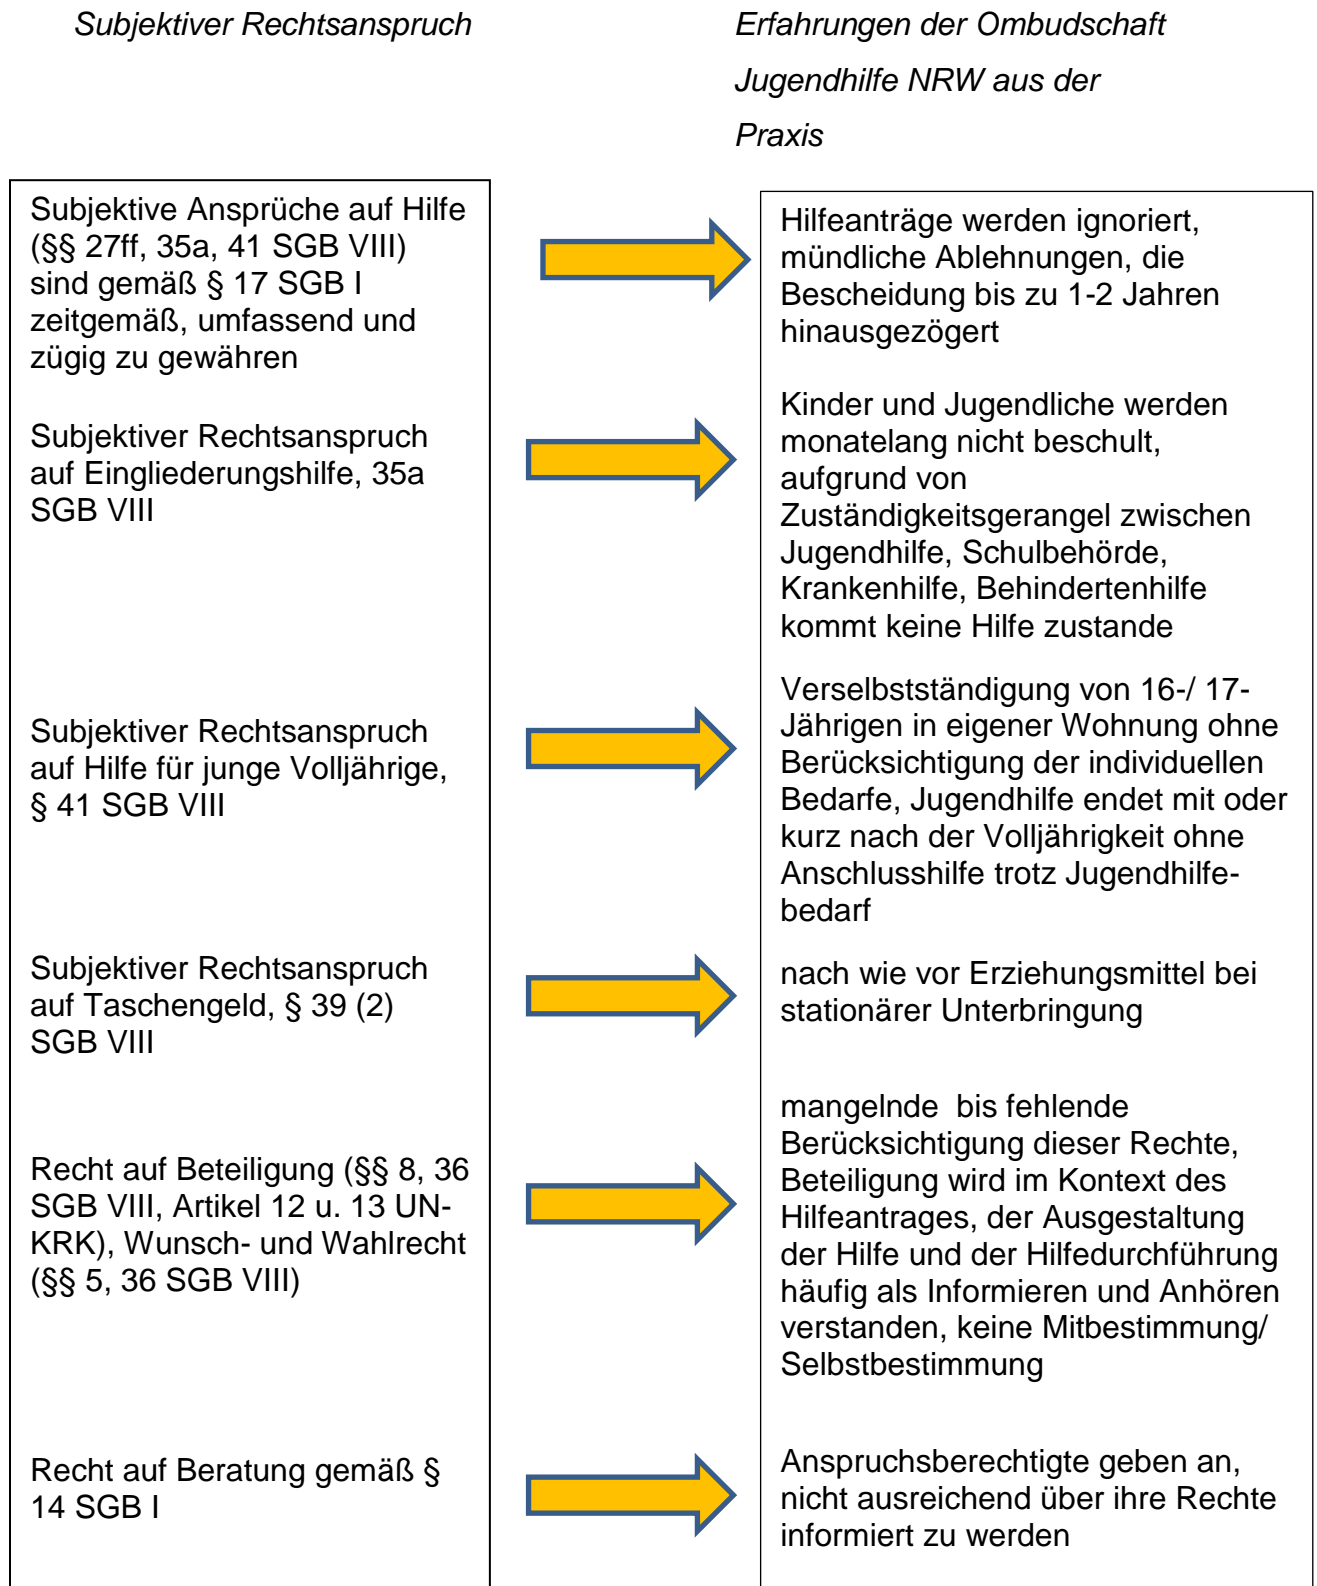 Subjektiver Rechtsanspruch
Erfahrungen der Ombudschaft
Jugendhilfe NRW aus der
Praxis
Subjektive Ansprüche auf Hilfe
(§§ 27ff, 35a, 41 SGB VIII)
sind gemäß § 17 SGB I
zeitgemäß, umfassend und
zügig zu gewähren
Hilfeanträge werden ignoriert,
mündliche Ablehnungen, die
Bescheidung bis zu 1-2 Jahren
hinausgezögert
Subjektiver Rechtsanspruch
auf Eingliederungshilfe, 35a
SGB VIII
Kinder und Jugendliche werden
monatelang nicht beschult,
aufgrund von
Zuständigkeitsgerangel zwischen
Jugendhilfe, Schulbehörde,
Krankenhilfe, Behindertenhilfe
kommt keine Hilfe zustande
Subjektiver Rechtsanspruch
auf Hilfe für junge Volljährige,
§ 41 SGB VIII
Verselbstständigung von 16-/ 17-
Jährigen in eigener Wohnung ohne
Berücksichtigung der individuellen
Bedarfe, Jugendhilfe endet mit oder
kurz nach der Volljährigkeit ohne
Anschlusshilfe trotz Jugendhilfe-
bedarf
Subjektiver Rechtsanspruch
auf Taschengeld, § 39 (2)
SGB VIII
nach wie vor Erziehungsmittel bei
stationärer Unterbringung
Recht auf Beteiligung (§§ 8, 36
SGB VIII, Artikel 12 u. 13 UN-
KRK), Wunsch- und Wahlrecht
(§§ 5, 36 SGB VIII)
mangelnde  bis fehlende
Berücksichtigung dieser Rechte,
Beteiligung wird im Kontext des
Hilfeantrages, der Ausgestaltung
der Hilfe und der Hilfedurchführung
häufig als Informieren und Anhören
verstanden, keine Mitbestimmung/
Selbstbestimmung
Recht auf Beratung gemäß §
14 SGB I
Anspruchsberechtigte geben an,
nicht ausreichend über ihre Rechte
informiert zu werden